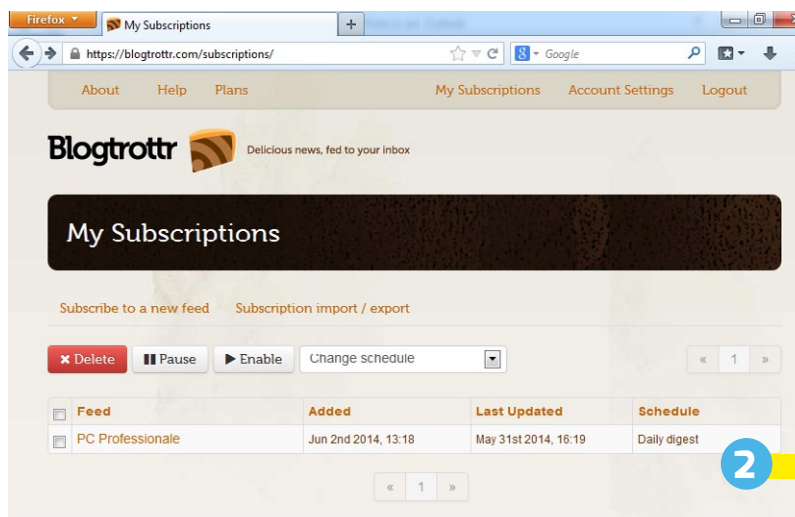 Firefox
My Subscriptions
+
https://blogtrottr.com/subscriptions/
8 Google
About Help Plans My Subscriptions Account Settings Logout
Blogtrottr Delicious news, fed to your inbox
My Subscriptions
Subscribe to a new feed Subscription import / export
Delete Pause Enable Change schedule « 1 »
Feed Added Last Updated Schedule
PC Professionale Jun 2nd 2014, 13:18 May 31st 2014, 16:19 Daily digest
2
« 1 »